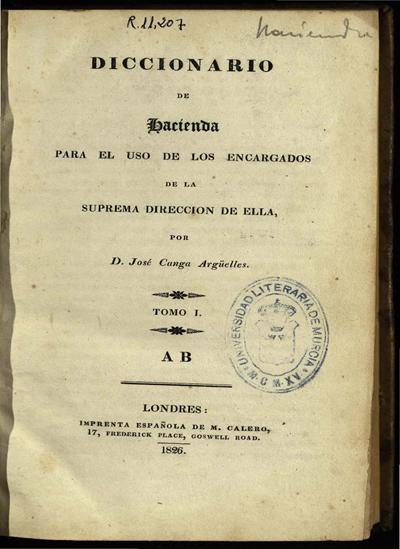 R.11,207
Hacienda
DICCIONARIO
DE
Hacienda
PARA EL USO DE LOS ENCARGADOS
DE LA
SUPREMA DIRECCION DE ELLA,
POR
D. José Canga Argüelles.
TOMO I.
A B
UNIVERSIDAD LITERARIA DE MURCIA
LONDRES:
IMPRENTA ESPAÑOLA DE M. CALERO,
17, FREDERICK PLACE, GOSWELL ROAD.
1826.